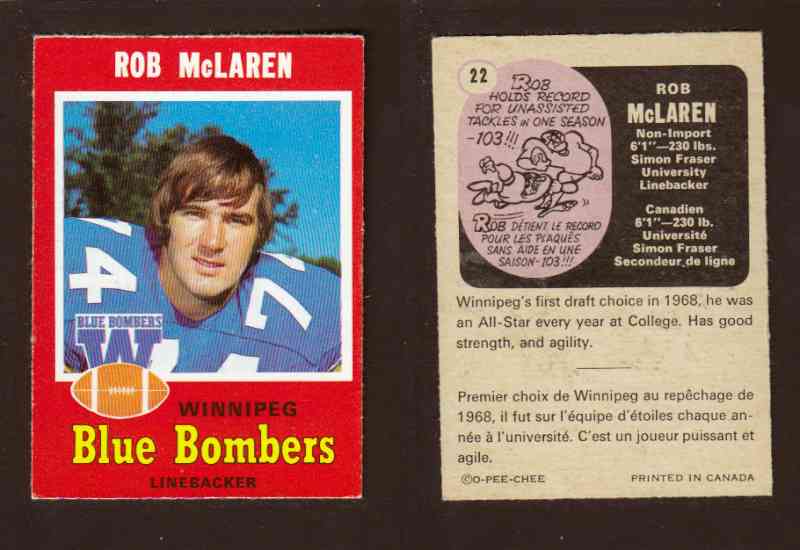 ROB McLAREN
74
74
7
BLUE BOMBERS
W
WINNIPEG
Blue Bombers
LINEBACKER
22
ROB
HOLDS RECORD
FOR UNASSISTED
TACKLES IN ONE SEASON
-103!!!
ROB DÉTIENT LE RECORD
POUR LES PLAQUÉS
SANS AIDE EN UNE
SAISON-103!!!
ROB
McLAREN
Non-Import
6'1"—230 lbs.
Simon Fraser
University
Linebacker
Canadien
6'1"—230 lb.
Université
Simon Fraser
Secondeur de ligne
Winnipeg's first draft choice in 1968, he was
an All-Star every year at College. Has good
strength, and agility.
Premier choix de Winnipeg au repêchage de
1968, il fut sur l'équipe d'étoiles chaque an-
née à l'université. C'est un joueur puissant et
agile.
©O-PEE-CHEE PRINTED IN CANADA